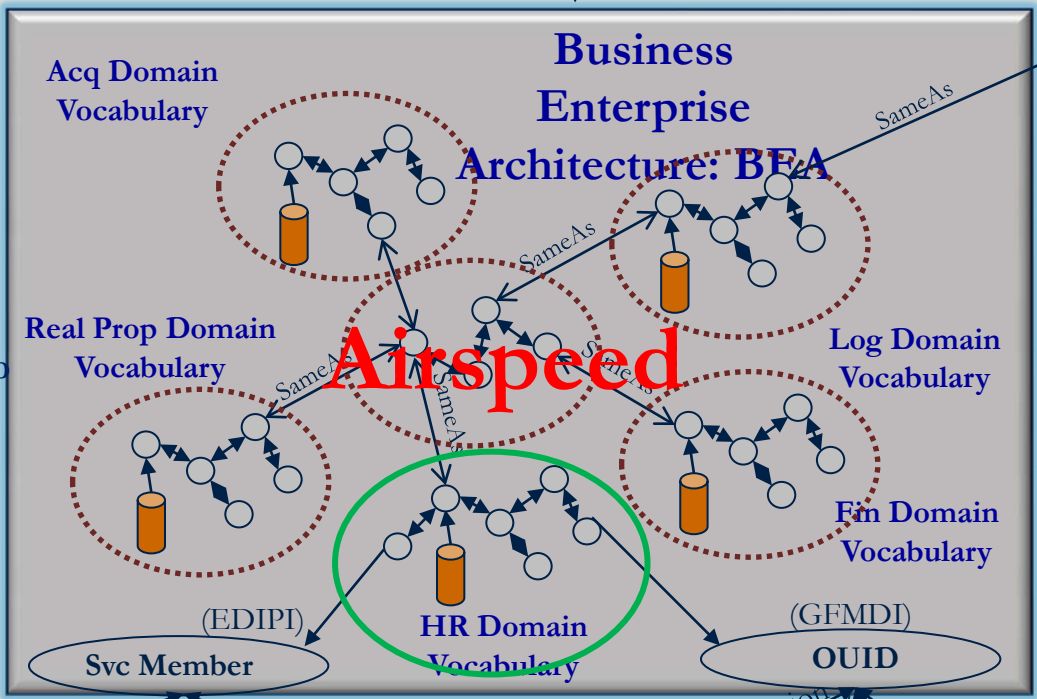 Business
Enterprise
Architecture: BEA
Acq Domain
Vocabulary
SameAs
SameAs
Real Prop Domain
Vocabulary
Airspeed
Log Domain
Vocabulary
SameAs
SameAs
SameAs
Fin Domain
Vocabulary
(EDIPI)
HR Domain
Vocabulary
(GFMDI)
Svc Member
OUID